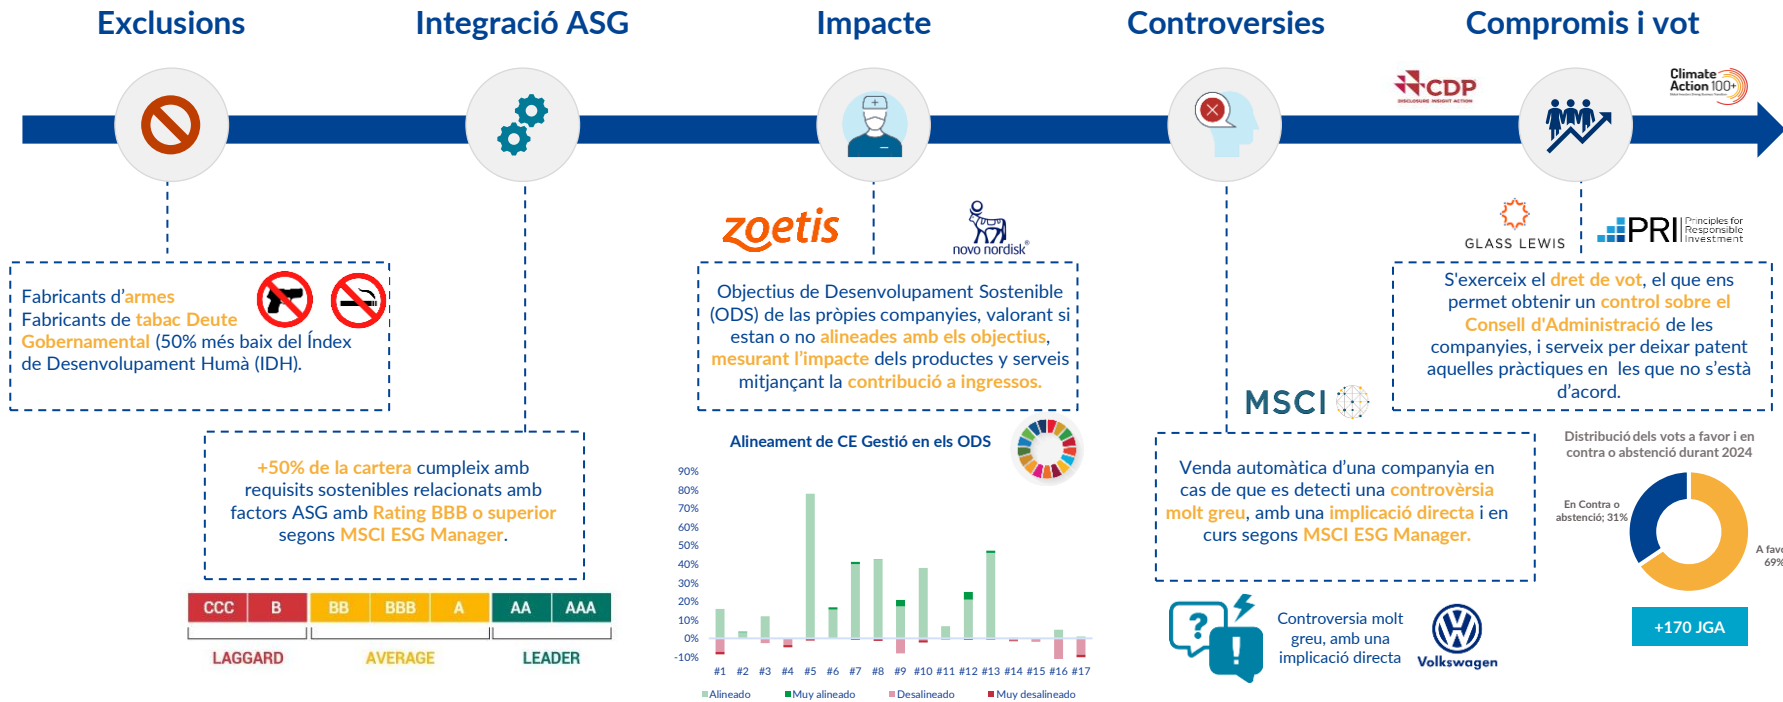 Exclusions
Integració ASG
Impacte
Controversies
Compromis i vot
CDP
DISCLOSURE INSIGHT ACTION
Climate
Action 100+
zoetis
novo nordisk®
GLASS LEWIS
PRI
Principles for
Responsible
Investment
Fabricants d’armes
Fabricants de tabac Deute
Gobernamental (50% més baix del Índex
de Desenvolupament Humà (IDH).
+50% de la cartera cumpleix amb
requisits sostenibles relacionats amb
factors ASG amb Rating BBB o superior
segons MSCI ESG Manager.
CCC B BB BBB A AA AAA
LAGGARD AVERAGE LEADER
Objectius de Desenvolupament Sostenible
(ODS) de las pròpies companyies, valorant si
estan o no alineades amb els objectius,
mesurant l’impacte dels productes y serveis
mitjançant la contribució a ingressos.
Alineament de CE Gestió en els ODS
90%
80%
70%
60%
50%
40%
30%
20%
10%
0%
-10%
#1 #2 #3 #4 #5 #6 #7 #8 #9 #10 #11 #12 #13 #14 #15 #16 #17
Alineado Muy alineado Desalineado Muy desalineado
MSCI
Venda automàtica d’una companyia en
cas de que es detecti una controvèrsia
molt greu, amb una implicació directa i en
curs segons MSCI ESG Manager.
?
!
Controversia molt
greu, amb una
implicació directa
Volkswagen
S'exerceix el dret de vot, el que ens
permet obtenir un control sobre el
Consell d'Administració de les
companyies, i serveix per deixar patent
aquelles pràctiques en les que no s’està
d’acord.
Distribució dels vots a favor i en
contra o abstenció durant 2024
En Contra o
abstenció; 31%
A favo
69%
+170 JGA